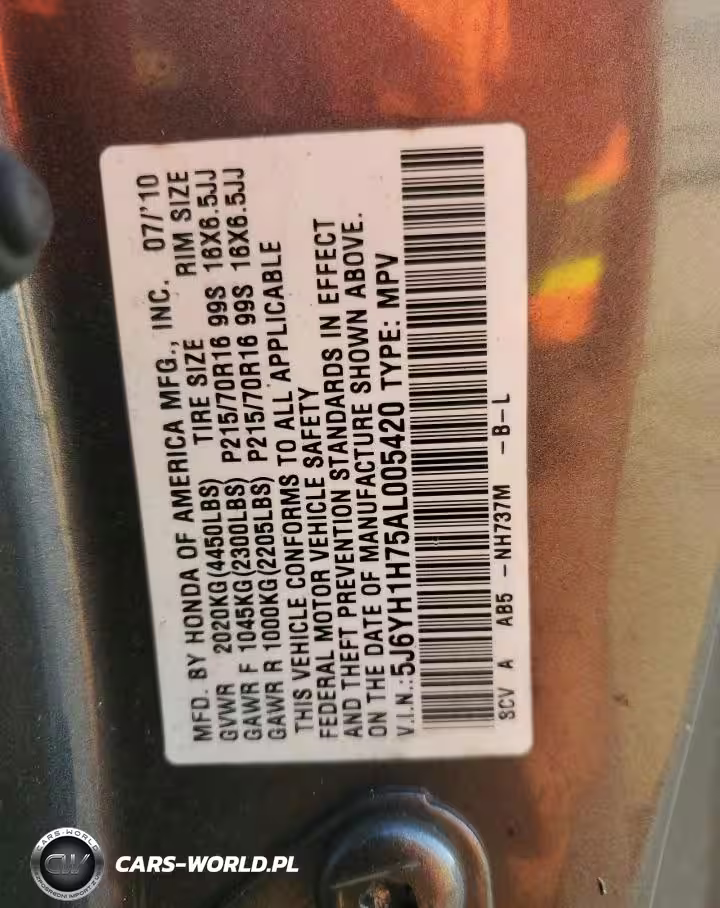 MFD. BY HONDA OF AMERICA MFG., INC. 07/'10
GVWR 2020KG(4450LBS) TIRE SIZE RIM SIZE
GAWR F 1045KG(2300LBS) P215/70R16 99S 16X6.5JJ
GAWR R 1000KG(2205LBS) P215/70R16 99S 16X6.5JJ
THIS VEHICLE CONFORMS TO ALL APPLICABLE
FEDERAL MOTOR VEHICLE SAFETY
AND THEFT PREVENTION STANDARDS IN EFFECT
ON THE DATE OF MANUFACTURE SHOWN ABOVE.
V.I.N.:5J6YH1H75AL005420 TYPE: MPV
SCV A AB5 -NH737M -B-L
CARS-WORLD
CW
CARS-WORLD.PL